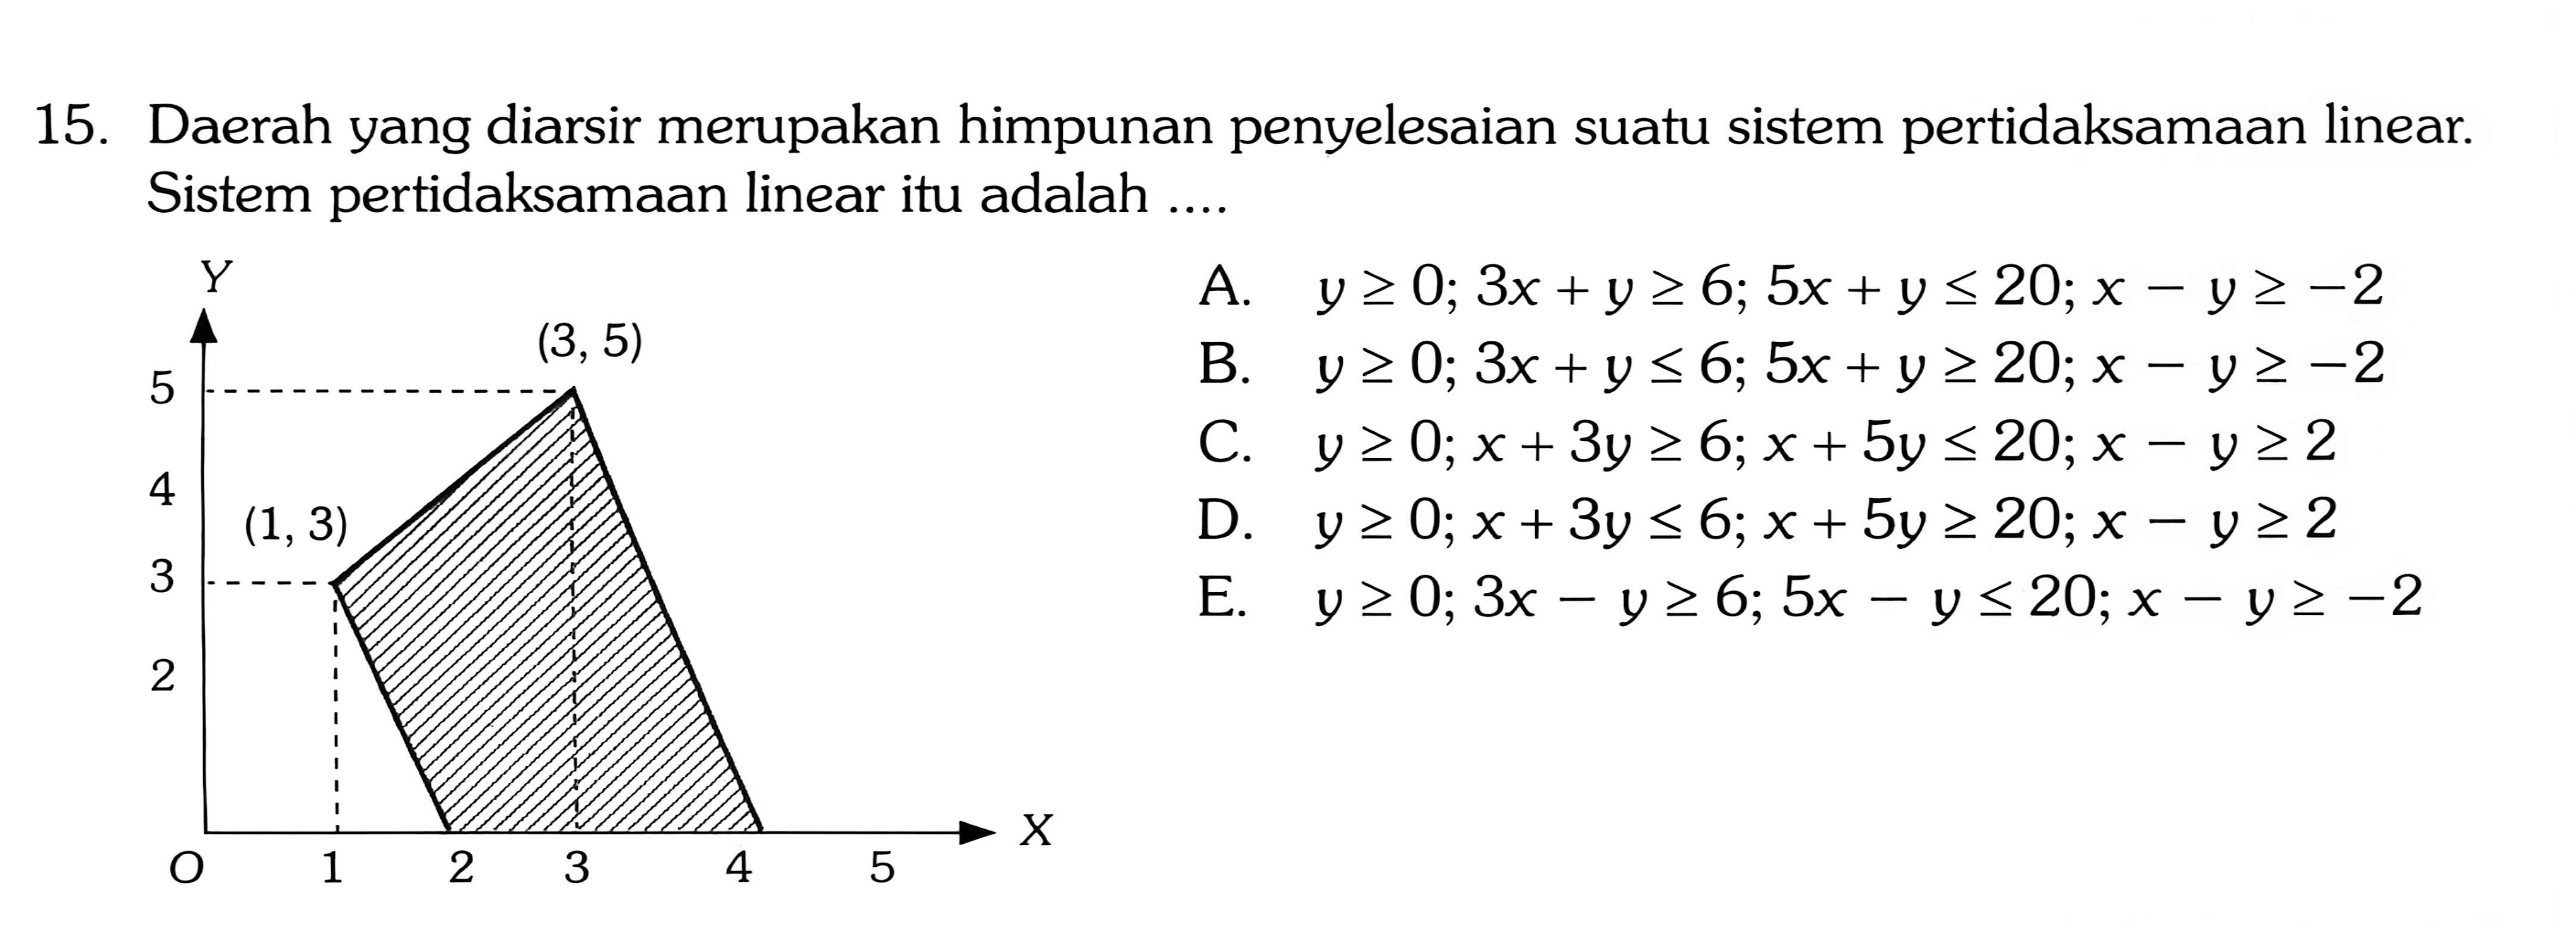 15. Daerah yang diarsir merupakan himpunan penyelesaian suatu sistem pertidaksamaan linear.
Sistem pertidaksamaan linear itu adalah ....
Y
(3, 5)
5
4
(1, 3)
3
2
X
O 1 2 3 4 5
A. y ≥ 0; 3x + y ≥ 6; 5x + y ≤ 20; x − y ≥ −2
B. y ≥ 0; 3x + y ≤ 6; 5x + y ≥ 20; x − y ≥ −2
C. y ≥ 0; x + 3y ≥ 6; x + 5y ≤ 20; x − y ≥ 2
D. y ≥ 0; x + 3y ≤ 6; x + 5y ≥ 20; x − y ≥ 2
E. y ≥ 0; 3x − y ≥ 6; 5x − y ≤ 20; x − y ≥ −2